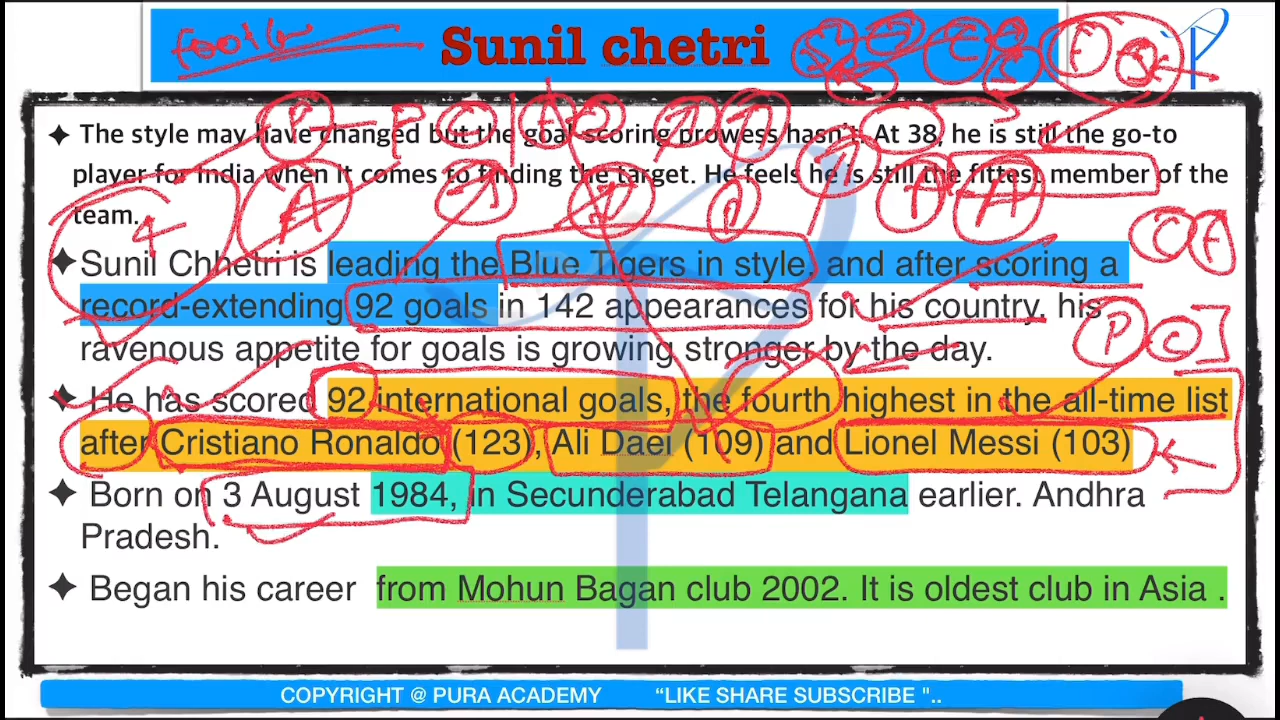 Sunil chetri
The style may have changed but the goal-scoring prowess hasn't. At 38, he is still the go-to
player for India when it comes to finding the target. He feels he is still the fittest member of the
team.
Sunil Chhetri is leading the Blue Tigers in style, and after scoring a
record-extending 92 goals in 142 appearances for his country, his
ravenous appetite for goals is growing stronger by the day.
He has scored 92 international goals, the fourth highest in the all-time list
after Cristiano Ronaldo (123), Ali Daei (109) and Lionel Messi (103)
Born on 3 August 1984, in Secunderabad Telangana earlier. Andhra
Pradesh.
Began his career from Mohun Bagan club 2002. It is oldest club in Asia .
COPYRIGHT @ PURA ACADEMY “LIKE SHARE SUBSCRIBE "..